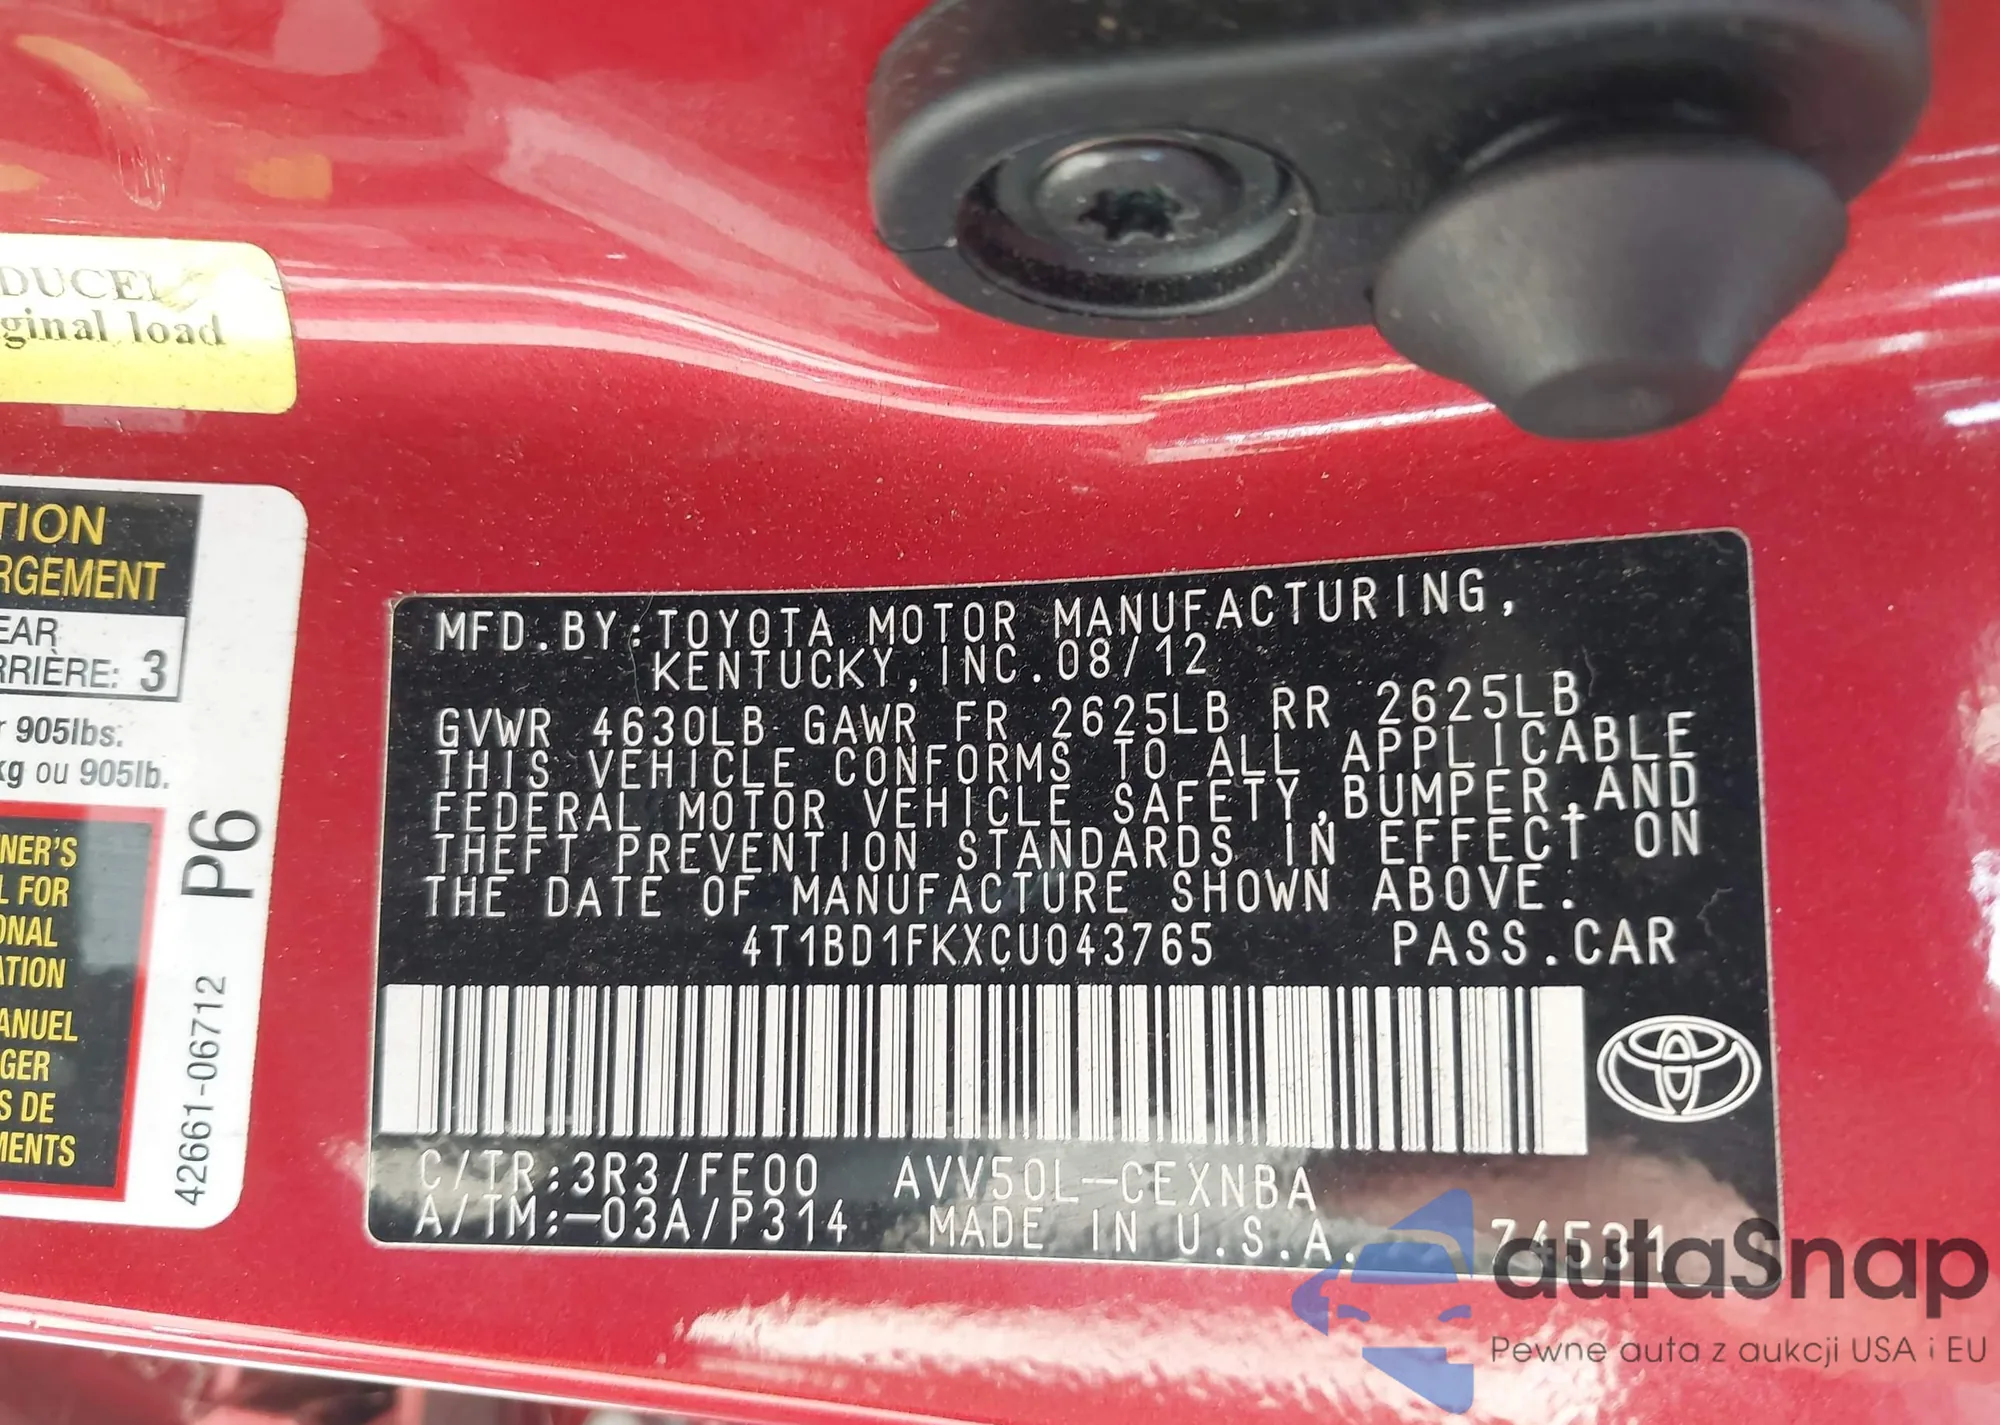 DUCE
ginal load
TION
RGEMENT
EAR
RRIÈRE: 3
905lbs.
kg ou 905lb.
NER'S
L FOR
ONAL
ATION
ANUEL
GER
S DE
MENTS
P6
42661-06712
MFD.BY:TOYOTA MOTOR MANUFACTURING,
KENTUCKY,INC.08/12
GVWR 4630LB GAWR FR 2625LB RR 2625LB
THIS VEHICLE CONFORMS TO ALL APPLICABLE
FEDERAL MOTOR VEHICLE SAFETY,BUMPER,AND
THEFT PREVENTION STANDARDS IN EFFECT ON
THE DATE OF MANUFACTURE SHOWN ABOVE.
4T1BD1FKXCU043765 PASS.CAR
C/TR:3R3/FE00 AVV50L-CEXNBA
A/TM:-03A/P314 MADE IN U.S.A. 74531
autaSnap
Pewne auta z aukcji USA i EU